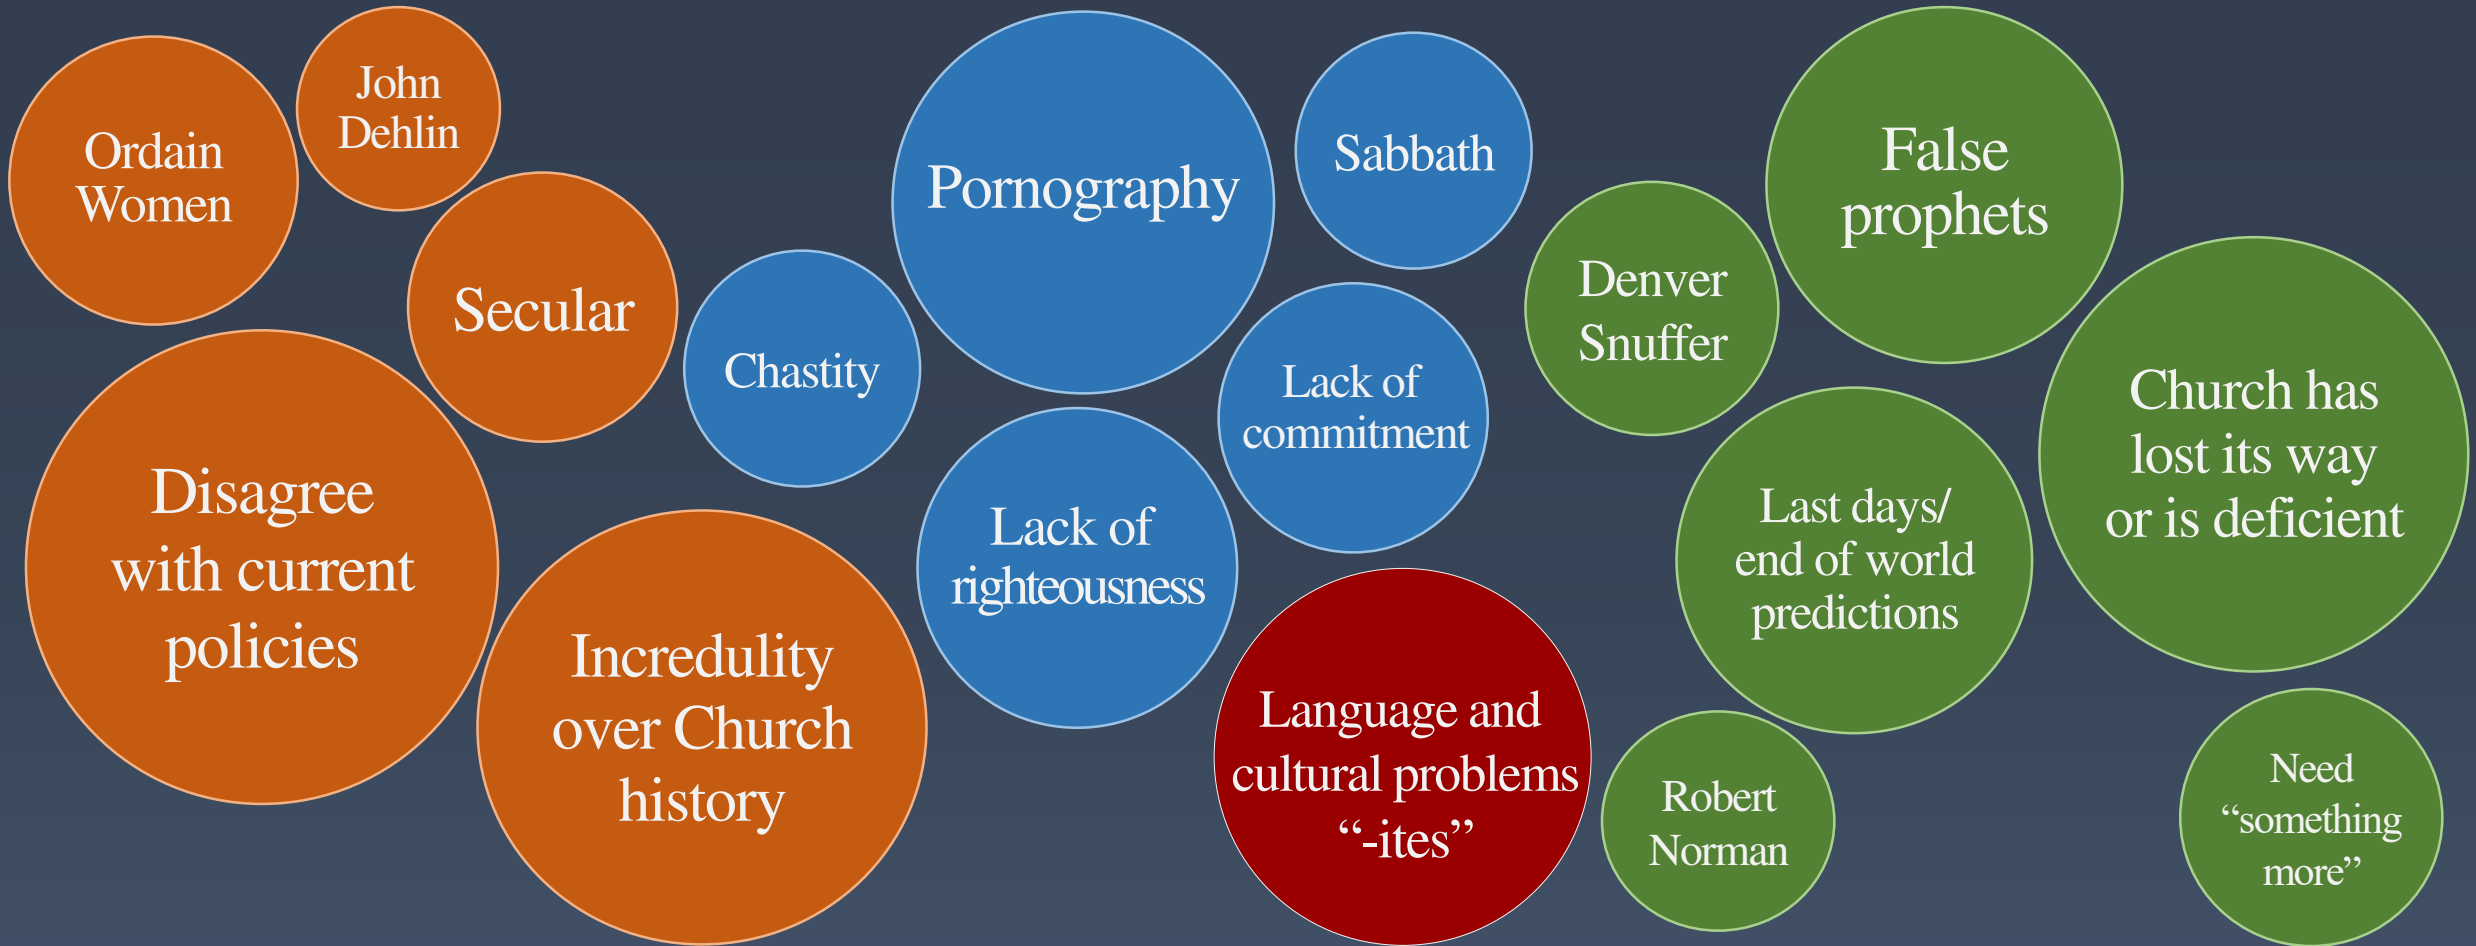 Ordain
Women
John
Dehlin
Secular
Disagree
with current
policies
Incredulity
over Church
history
Chastity
Pornography
Sabbath
Lack of
commitment
Lack of
righteousness
Language and
cultural problems
“-ites”
Denver
Snuffer
False
prophets
Last days/
end of world
predictions
Church has
lost its way
or is deficient
Robert
Norman
Need
“something
more”